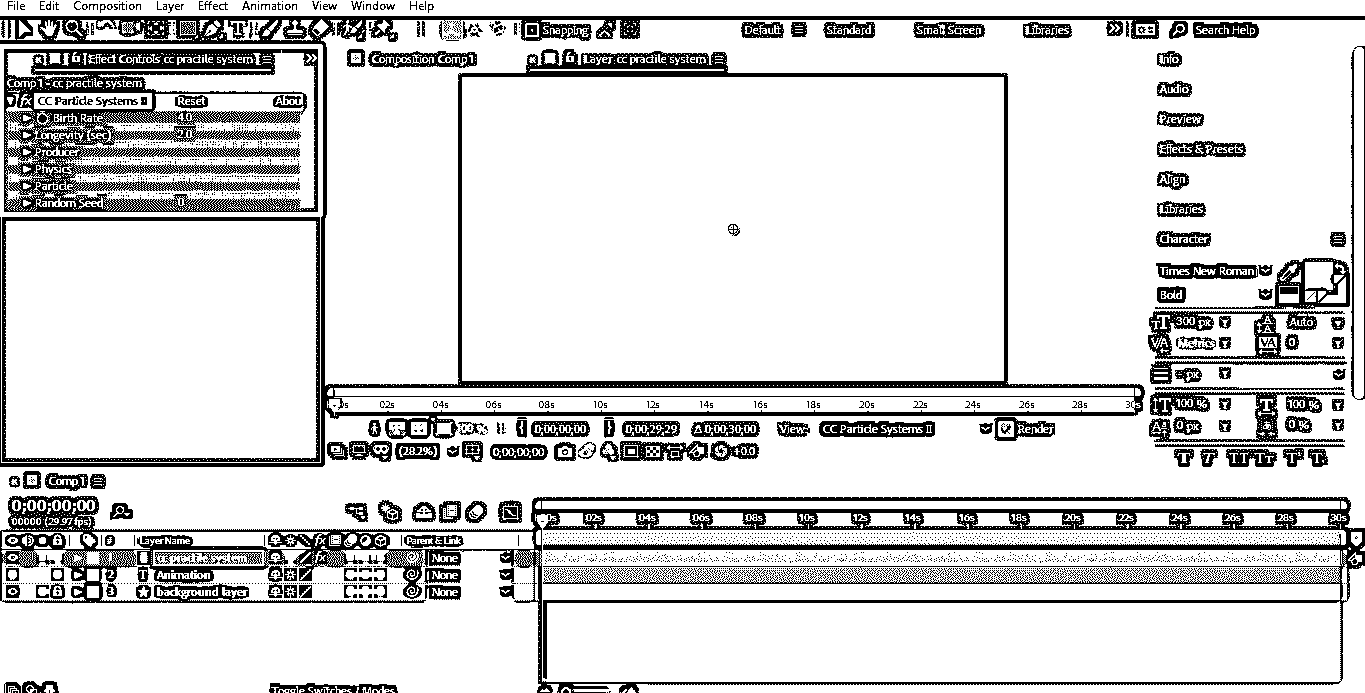 File Edit Composition Layer Effect Animation View Window Help
Snapping Default Standard Small Screen Libraries Search Help
Effect Controls cc practile system
Composition Comp 1
Layer cc practile system
Comp 1 - cc practile system
fx CC Particle Systems II Reset Abou
Birth Rate 4.0
Longevity (sec) 2.0
Producer
Physics
Particle
Random Seed 0
Info
Audio
Preview
Effects & Presets
Align
Libraries
Character
Times New Roman
Bold
300 px Auto
Metrics 0
- px
100 % 100 %
0 px 0 %
02s 04s 06s 08s 10s 12s 14s 16s 18s 20s 22s 24s 26s 28s 30
0;00;00;00 0;00;29;29 Δ 0;00;30;00 View: CC Particle Systems II Render
(28.2%) 0;00;00;00 +0.0
Comp 1
0;00;00;00
00000 (29.97 fps)
02s 04s 06s 08s 10s 12s 14s 16s 18s 20s 22s 24s 26s 28s 30s
# Layer Name fx Parent & Link
cc practile system fx None
2 T Animation None
3 background layer None
Toggle Switches / Modes